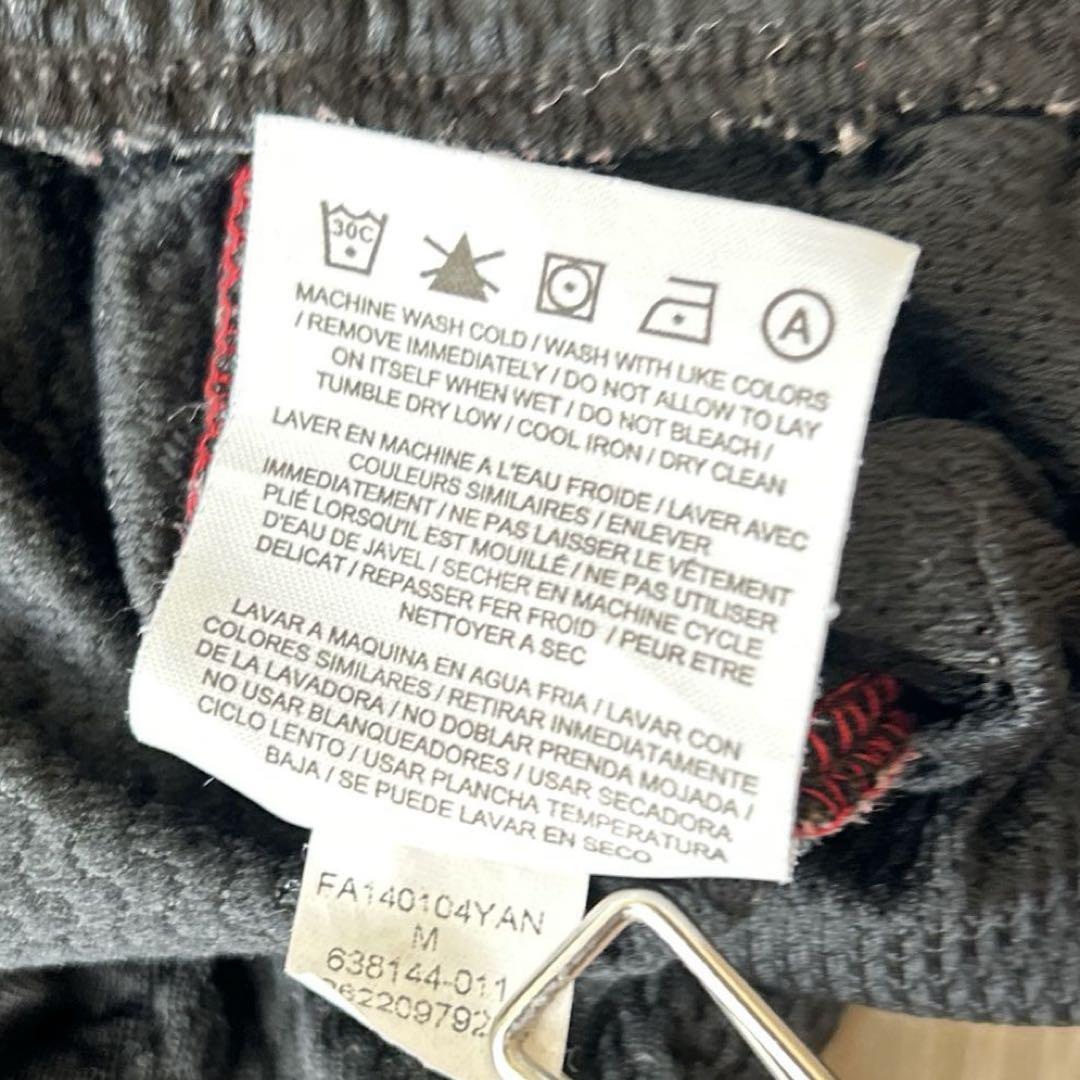 30C
A
MACHINE WASH COLD / WASH WITH LIKE COLORS
/ REMOVE IMMEDIATELY / DO NOT ALLOW TO LAY
ON ITSELF WHEN WET / DO NOT BLEACH /
TUMBLE DRY LOW / COOL IRON / DRY CLEAN
LAVER EN MACHINE A L'EAU FROIDE / LAVER AVEC
COULEURS SIMILAIRES / ENLEVER
IMMEDIATEMENT / NE PAS LAISSER LE VÊTEMENT
PLIÉ LORSQU'IL EST MOUILLÉ / NE PAS UTILISER
D'EAU DE JAVEL / SECHER EN MACHINE CYCLE
DELICAT / REPASSER FER FROID / PEUR ETRE
NETTOYER A SEC
LAVAR A MAQUINA EN AGUA FRIA / LAVAR CON
COLORES SIMILARES / RETIRAR INMEDIATAMENTE
DE LA LAVADORA / NO DOBLAR PRENDA MOJADA /
NO USAR BLANQUEADORES / USAR SECADORA
CICLO LENTO / USAR PLANCHA TEMPERATURA
BAJA / SE PUEDE LAVAR EN SECO
FA140104YAN
M
638144-011